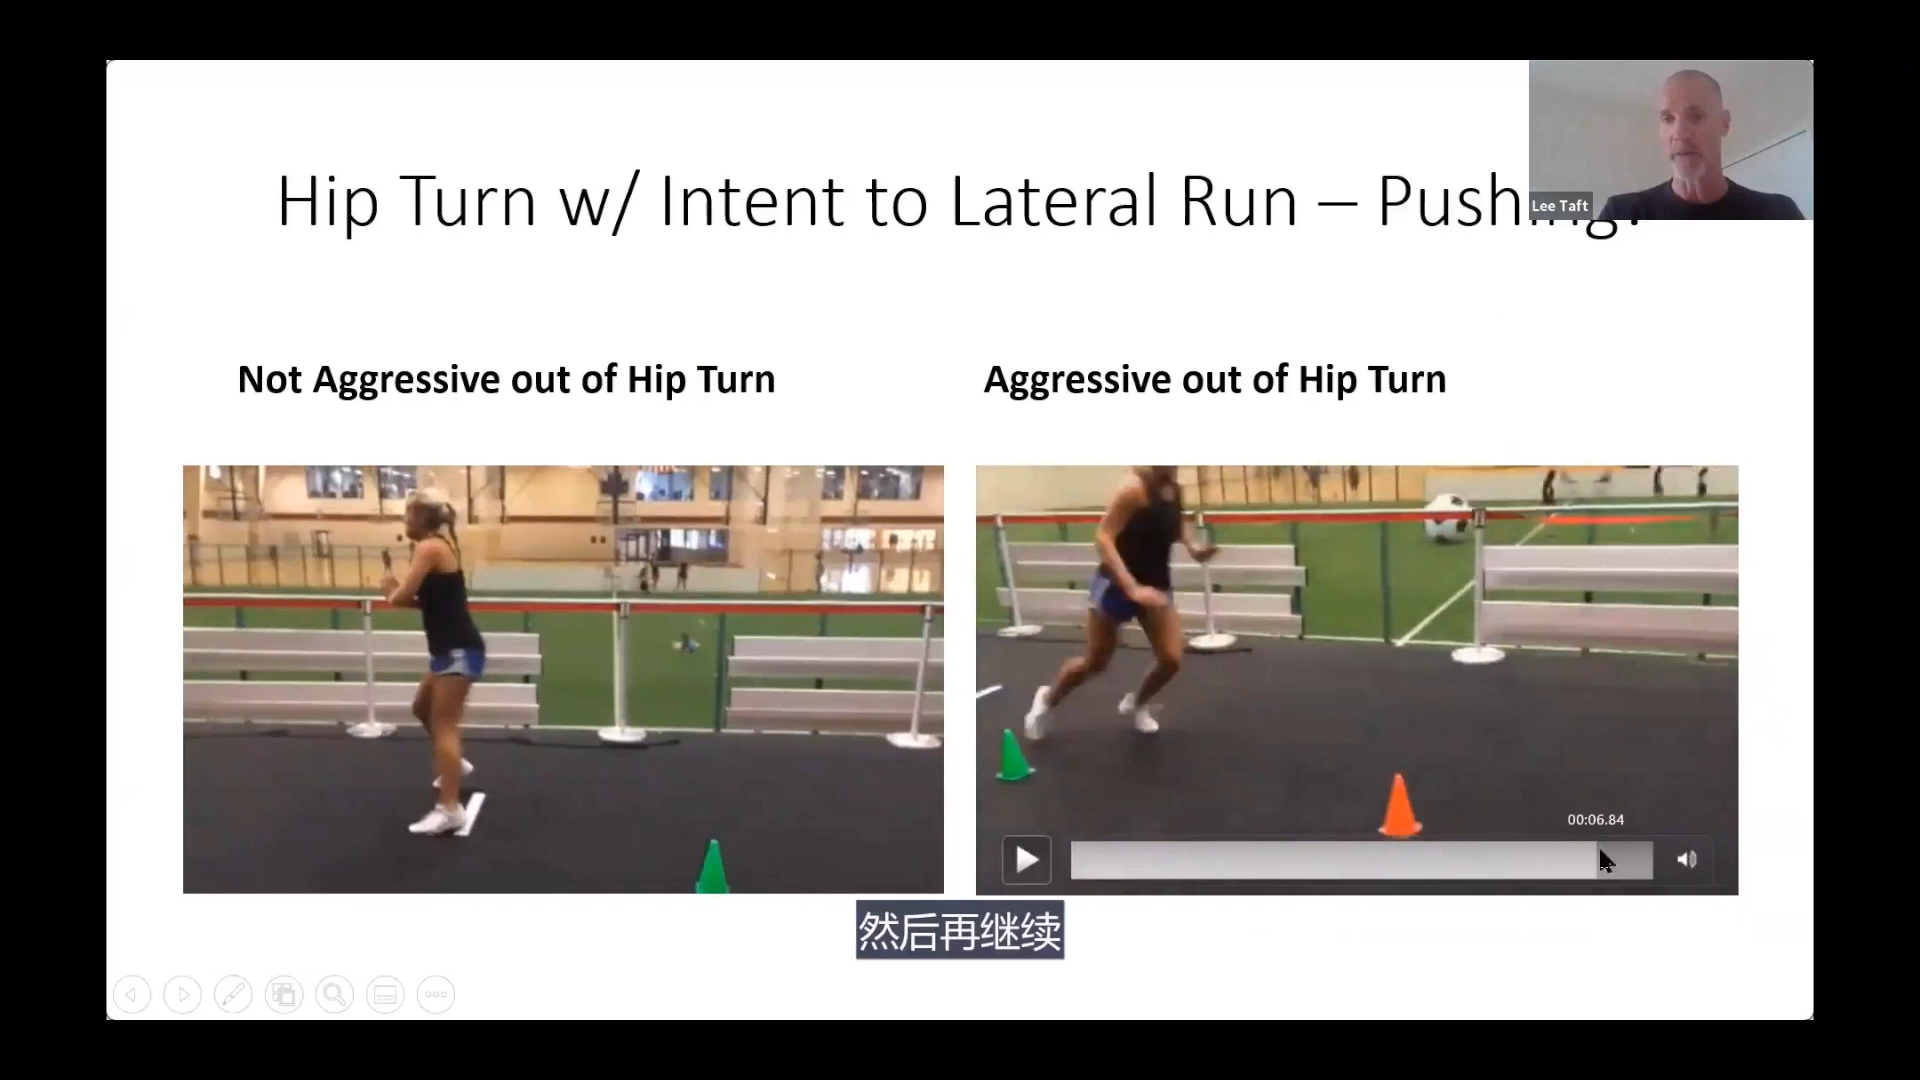 Hip Turn w/ Intent to Lateral Run – Pushing!
Lee Taft
Not Aggressive out of Hip Turn
Aggressive out of Hip Turn
00:06.84
然后再继续